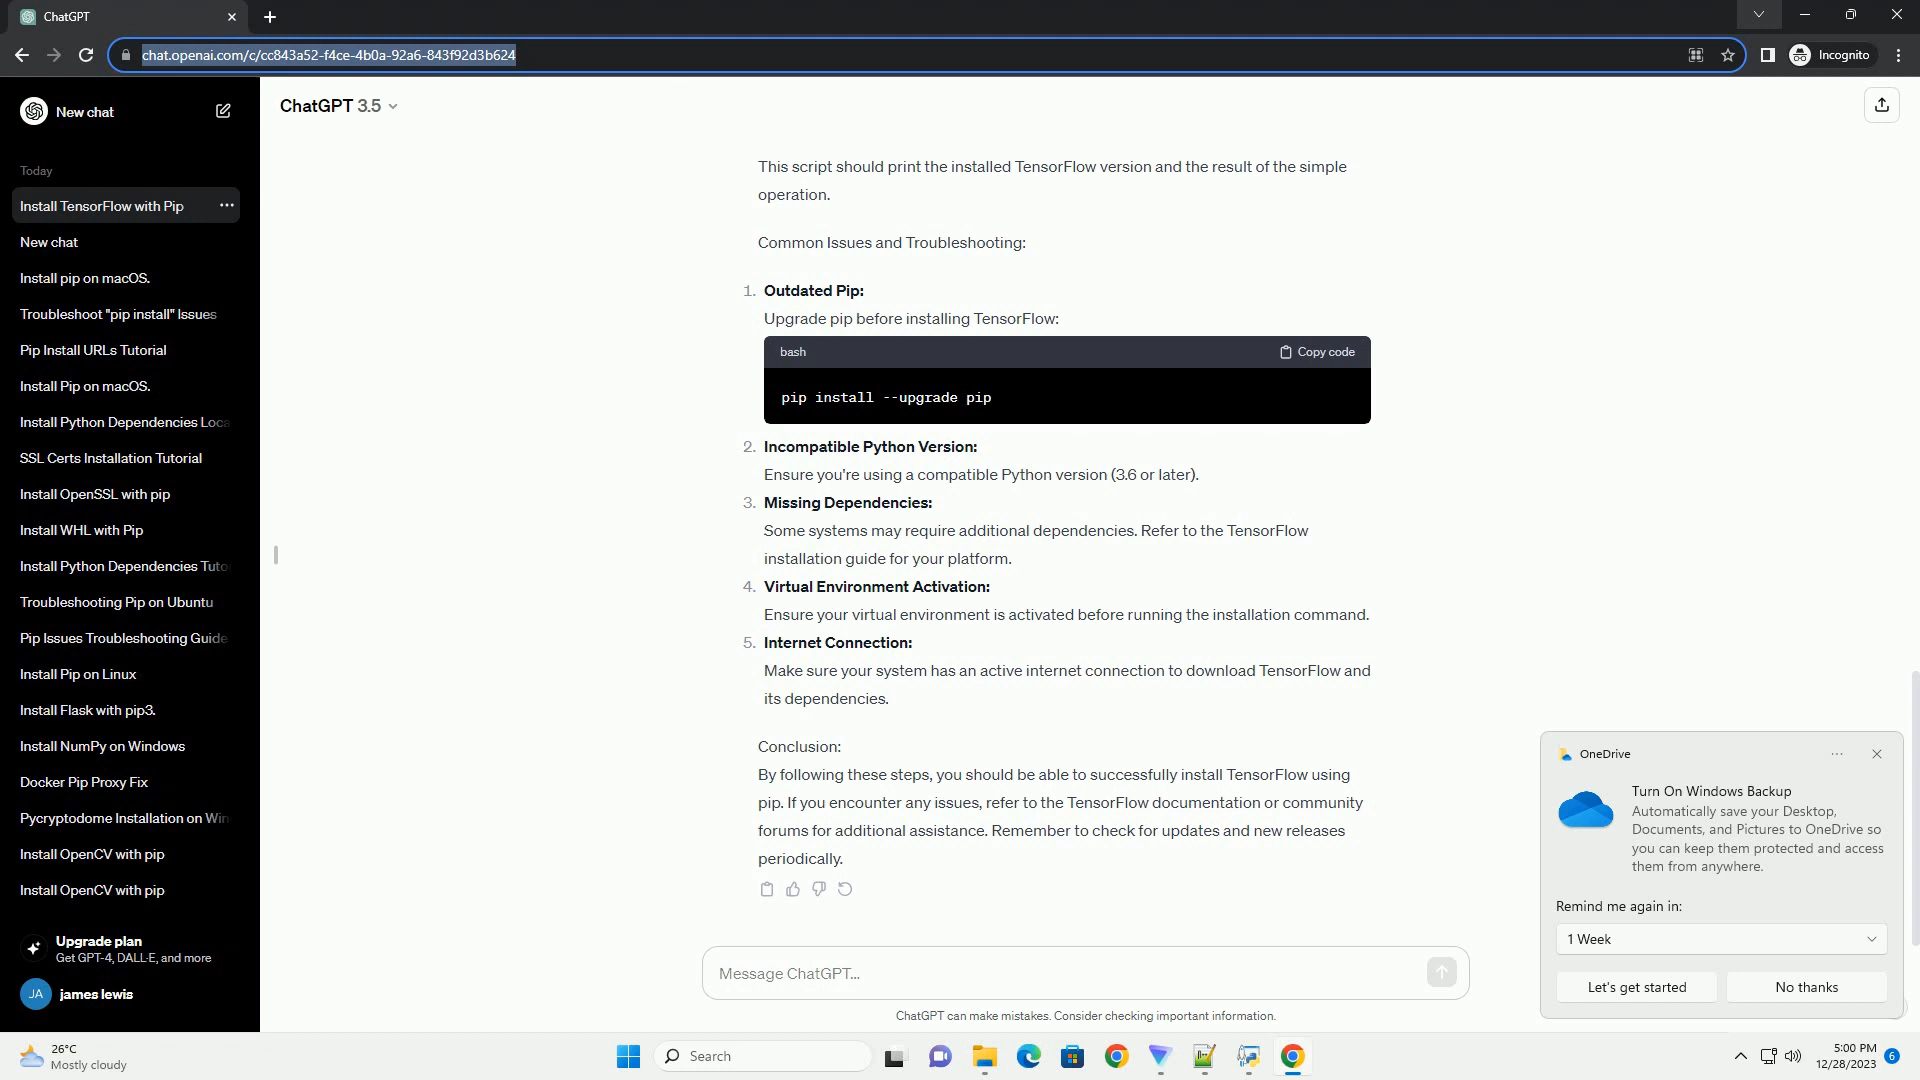 ChatGPT
chat.openai.com/c/cc843a52-f4ce-4b0a-92a6-843f92d3b624
Incognito
New chat
ChatGPT 3.5
Today
Install TensorFlow with Pip
New chat
Install pip on macOS.
Troubleshoot "pip install" Issues
Pip Install URLs Tutorial
Install Pip on macOS.
Install Python Dependencies Loca
SSL Certs Installation Tutorial
Install OpenSSL with pip
Install WHL with Pip
Install Python Dependencies Tuto
Troubleshooting Pip on Ubuntu
Pip Issues Troubleshooting Guide
Install Pip on Linux
Install Flask with pip3.
Install NumPy on Windows
Docker Pip Proxy Fix
Pycryptodome Installation on Win
Install OpenCV with pip
Install OpenCV with pip
Upgrade plan
Get GPT-4, DALL·E, and more
JA
james lewis
This script should print the installed TensorFlow version and the result of the simple
operation.
Common Issues and Troubleshooting:
1. Outdated Pip:
Upgrade pip before installing TensorFlow:
bash
Copy code
pip install --upgrade pip
2. Incompatible Python Version:
Ensure you're using a compatible Python version (3.6 or later).
3. Missing Dependencies:
Some systems may require additional dependencies. Refer to the TensorFlow
installation guide for your platform.
4. Virtual Environment Activation:
Ensure your virtual environment is activated before running the installation command.
5. Internet Connection:
Make sure your system has an active internet connection to download TensorFlow and
its dependencies.
Conclusion:
By following these steps, you should be able to successfully install TensorFlow using
pip. If you encounter any issues, refer to the TensorFlow documentation or community
forums for additional assistance. Remember to check for updates and new releases
periodically.
Message ChatGPT...
ChatGPT can make mistakes. Consider checking important information.
OneDrive
Turn On Windows Backup
Automatically save your Desktop,
Documents, and Pictures to OneDrive so
you can keep them protected and access
them from anywhere.
Remind me again in:
1 Week
Let's get started
No thanks
26°C
Mostly cloudy
Search
5:00 PM
12/28/2023
6